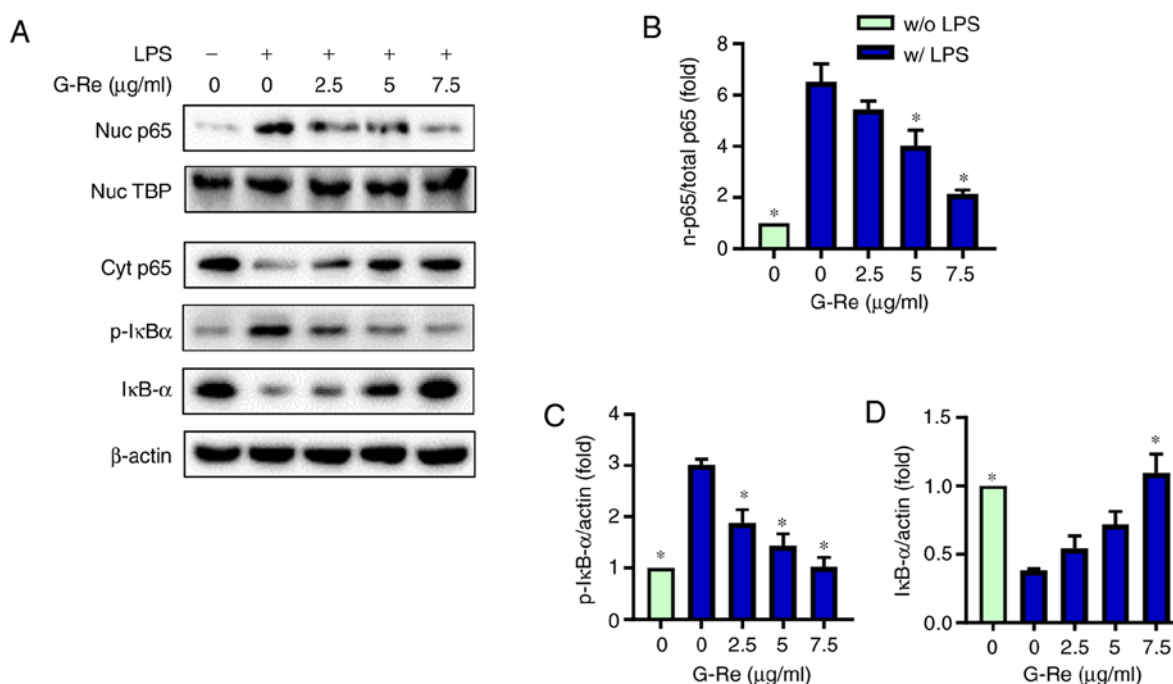 A
LPS − + + + +
G-Re (μg/ml) 0 0 2.5 5 7.5
Nuc p65
Nuc TBP
Cyt p65
p-IκBα
IκB-α
β-actin
B
w/o LPS
w/ LPS
n-p65/total p65 (fold)
8
6
4
2
0
* * *
0 0 2.5 5 7.5
G-Re (μg/ml)
C
p-IκB-α/actin (fold)
4
3
2
1
0
* * * *
0 0 2.5 5 7.5
G-Re (μg/ml)
D
IκB-α/actin (fold)
1.5
1.0
0.5
0.0
* *
0 0 2.5 5 7.5
G-Re (μg/ml)